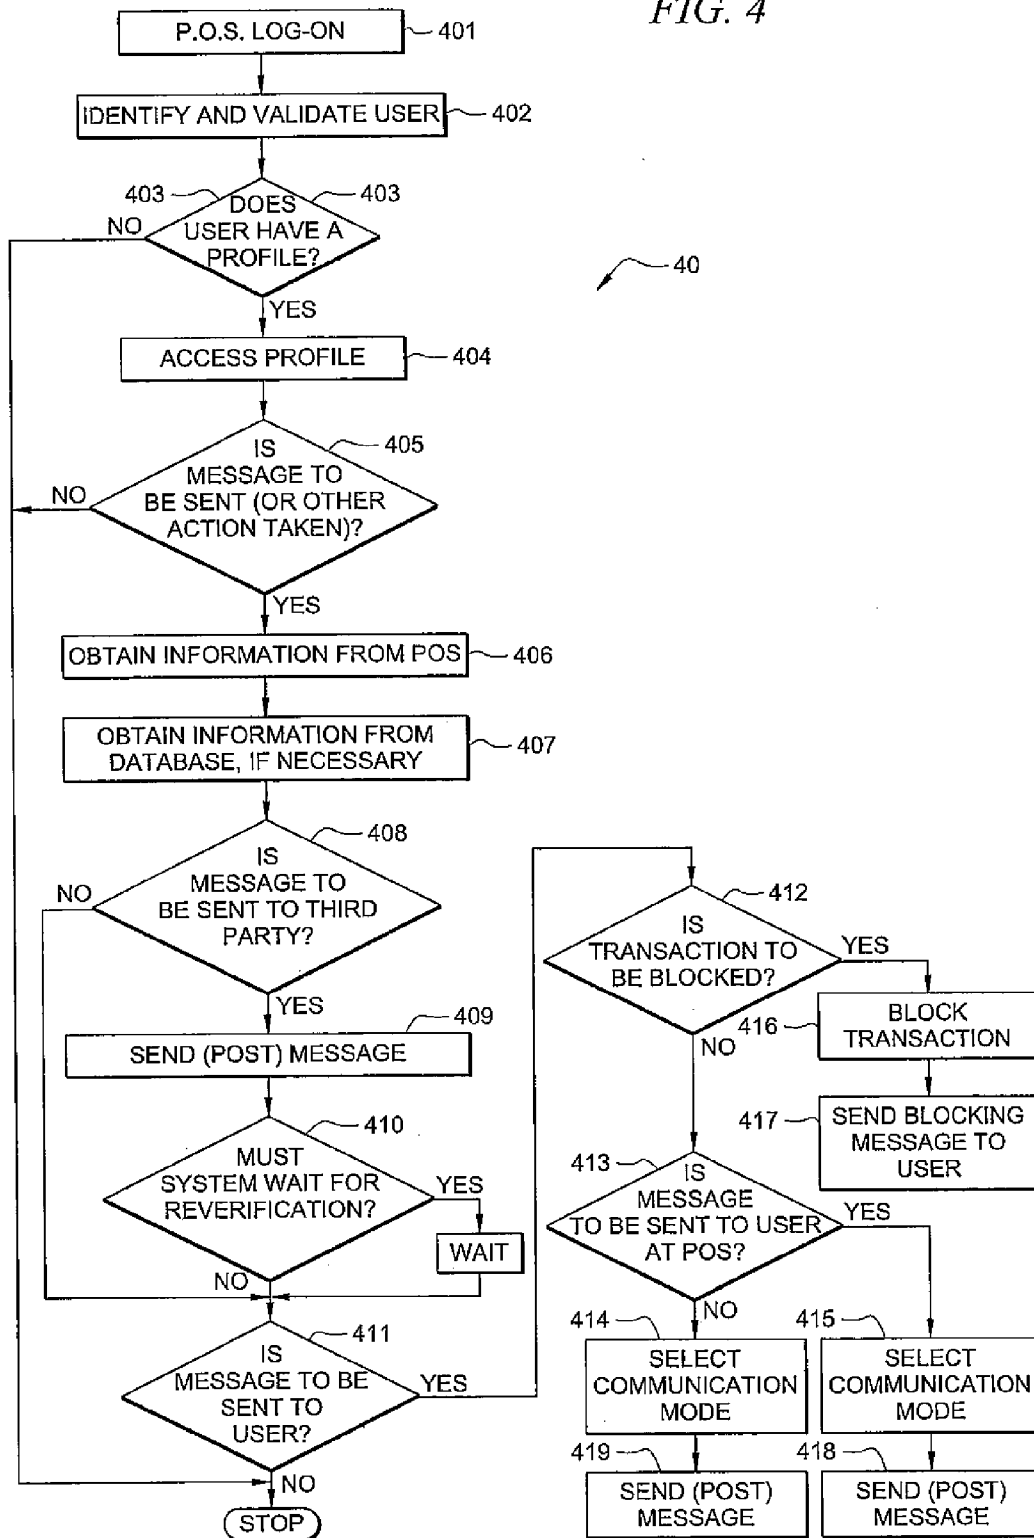 FIG. 4
P.O.S. LOG-ON
401
IDENTIFY AND VALIDATE USER
402
403
403
DOES
USER HAVE A
PROFILE?
NO
YES
40
ACCESS PROFILE
404
405
IS
MESSAGE TO
BE SENT (OR OTHER
ACTION TAKEN)?
NO
YES
OBTAIN INFORMATION FROM POS
406
OBTAIN INFORMATION FROM
DATABASE, IF NECESSARY
407
408
IS
MESSAGE TO
BE SENT TO THIRD
PARTY?
NO
YES
409
SEND (POST) MESSAGE
410
MUST
SYSTEM WAIT FOR
REVERIFICATION?
YES
WAIT
NO
411
IS
MESSAGE TO BE
SENT TO
USER?
YES
NO
STOP
412
IS
TRANSACTION TO
BE BLOCKED?
YES
NO
416
BLOCK
TRANSACTION
417
SEND BLOCKING
MESSAGE TO
USER
413
IS
MESSAGE
TO BE SENT TO USER
AT POS?
YES
NO
414
SELECT
COMMUNICATION
MODE
415
SELECT
COMMUNICATION
MODE
419
SEND (POST)
MESSAGE
418
SEND (POST)
MESSAGE